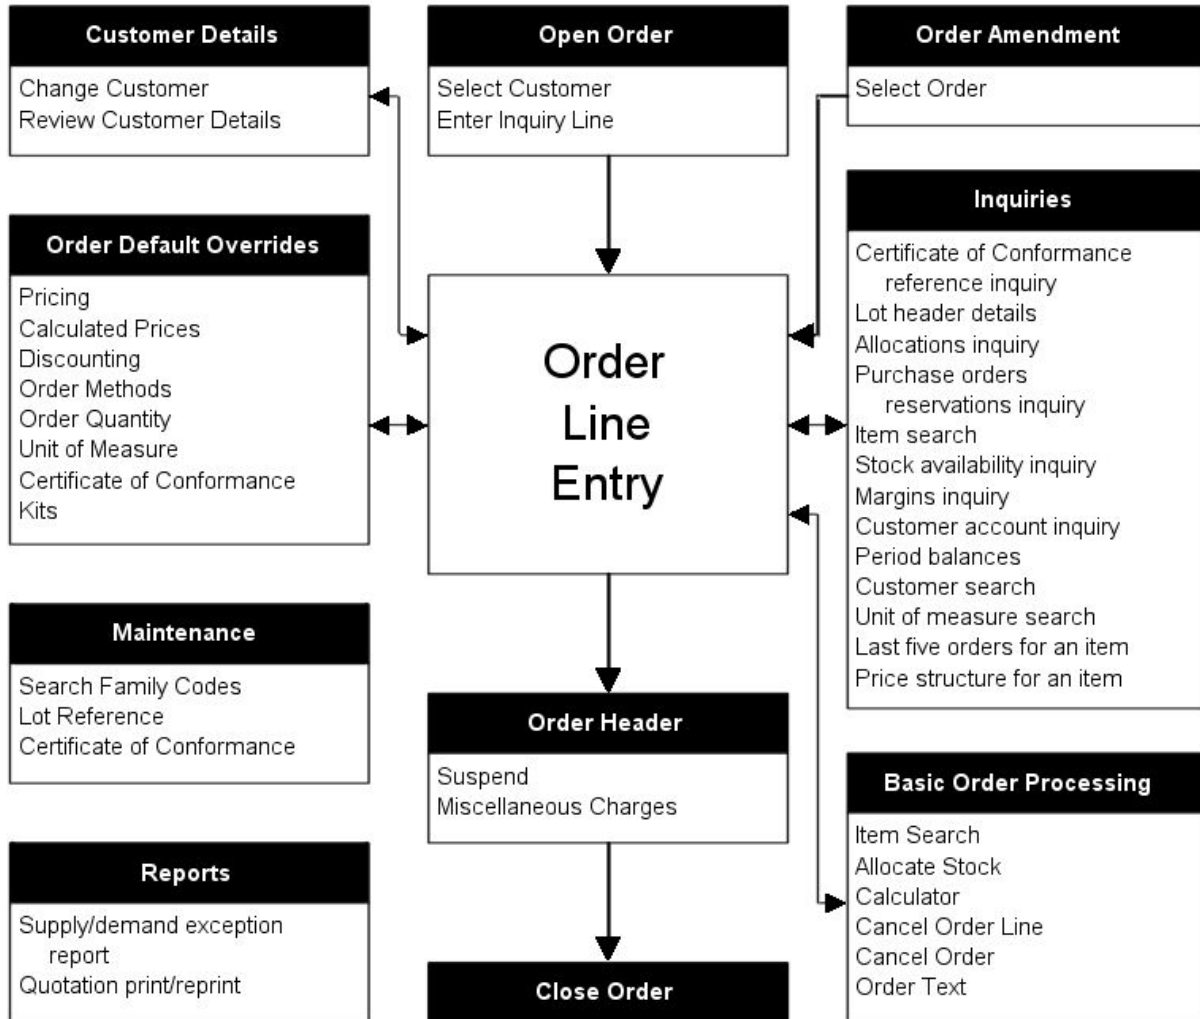 Customer Details
Change Customer
Review Customer Details
Order Default Overrides
Pricing
Calculated Prices
Discounting
Order Methods
Order Quantity
Unit of Measure
Certificate of Conformance
Kits
Maintenance
Search Family Codes
Lot Reference
Certificate of Conformance
Reports
Supply/demand exception
report
Quotation print/reprint
Open Order
Select Customer
Enter Inquiry Line
Order
Line
Entry
Order Header
Suspend
Miscellaneous Charges
Close Order
Order Amendment
Select Order
Inquiries
Certificate of Conformance
reference inquiry
Lot header details
Allocations inquiry
Purchase orders
reservations inquiry
Item search
Stock availability inquiry
Margins inquiry
Customer account inquiry
Period balances
Customer search
Unit of measure search
Last five orders for an item
Price structure for an item
Basic Order Processing
Item Search
Allocate Stock
Calculator
Cancel Order Line
Cancel Order
Order Text